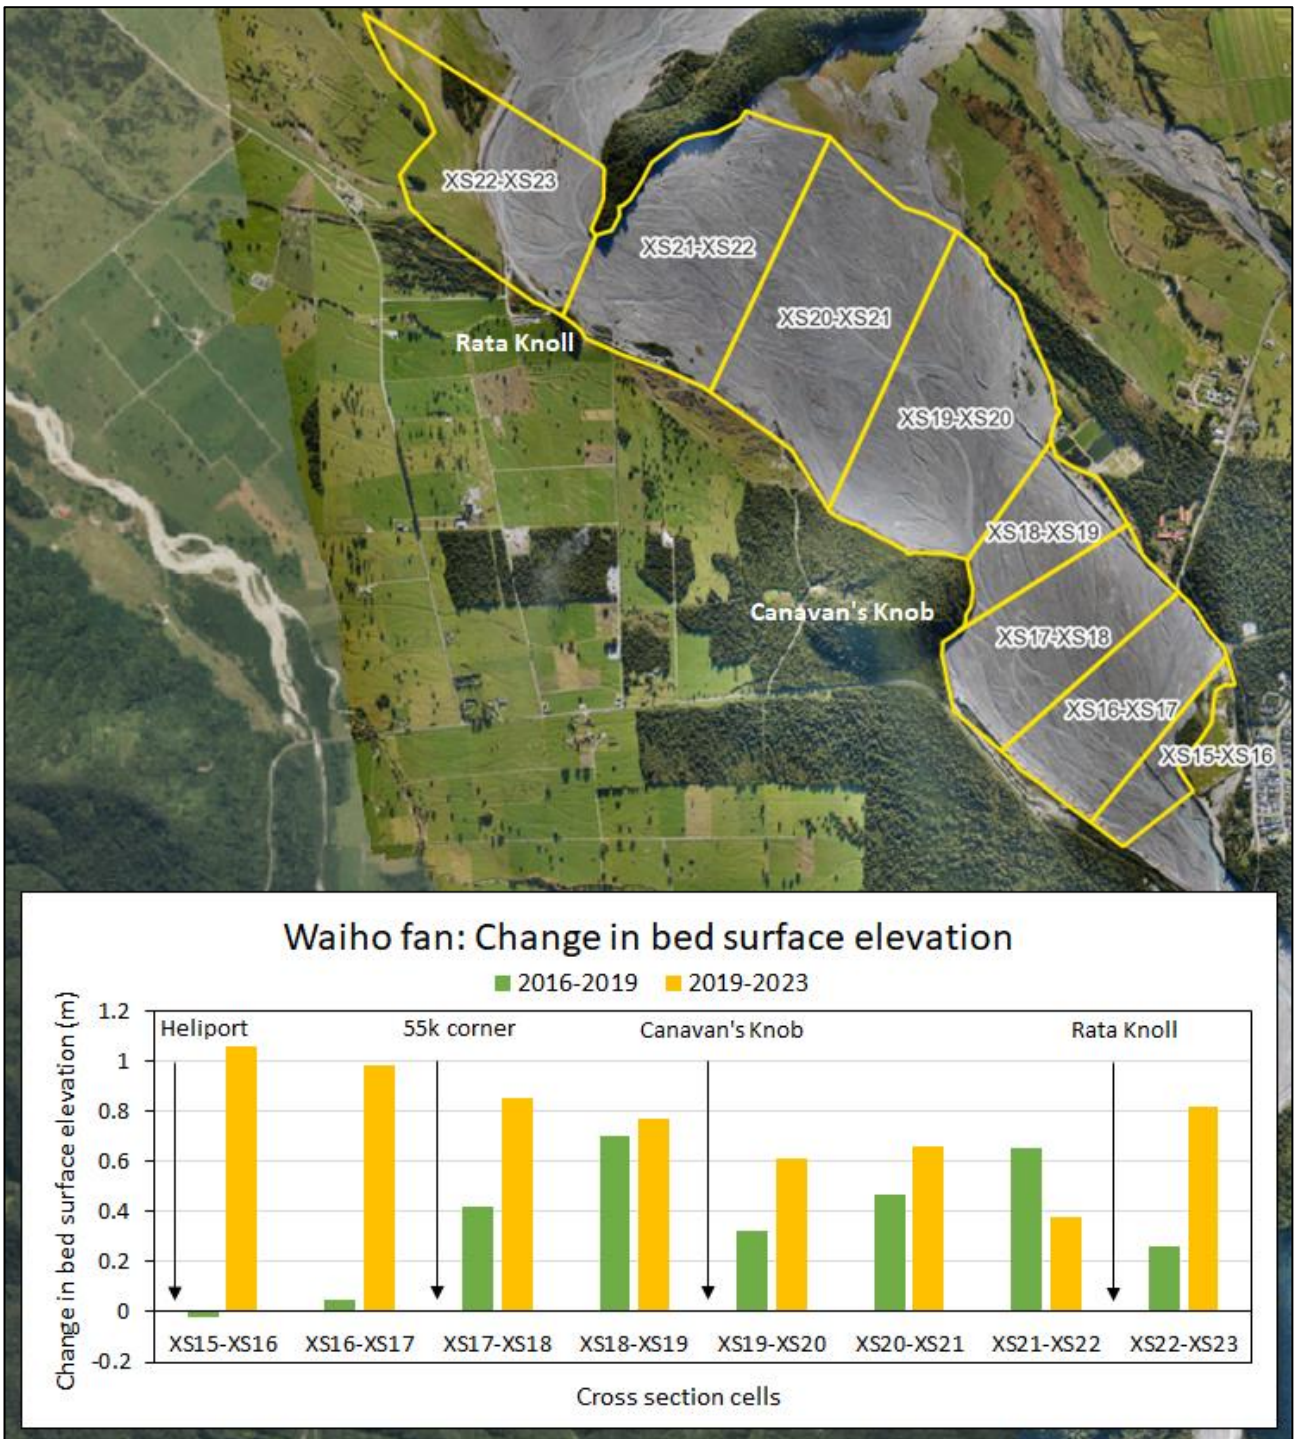 XS22-XS23
XS21-XS22
XS20-XS21
Rata Knoll
XS19-XS20
XS18-XS19
Canavan's Knob
XS17-XS18
XS16-XS17
XS15-XS16
Waiho fan: Change in bed surface elevation
2016-2019 2019-2023
Change in bed surface elevation (m)
1.2
1
0.8
0.6
0.4
0.2
0
-0.2
Heliport 55k corner Canavan's Knob Rata Knoll
XS15-XS16 XS16-XS17 XS17-XS18 XS18-XS19 XS19-XS20 XS20-XS21 XS21-XS22 XS22-XS23
Cross section cells